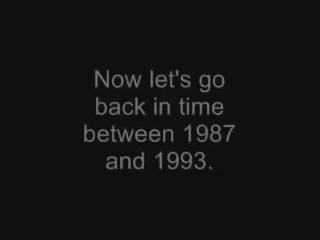 Now let's go
back in time
between 1987
and 1993.